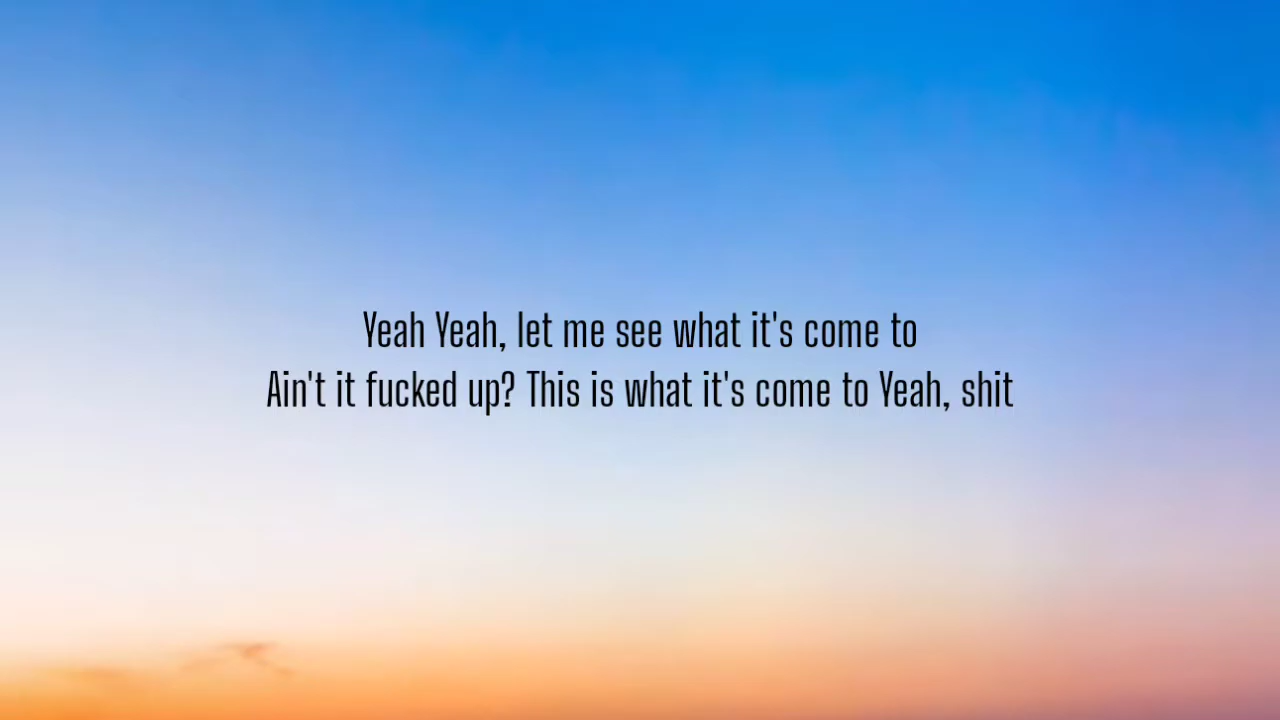 Yeah Yeah, let me see what it's come to
Ain't it fucked up? This is what it's come to Yeah, shit